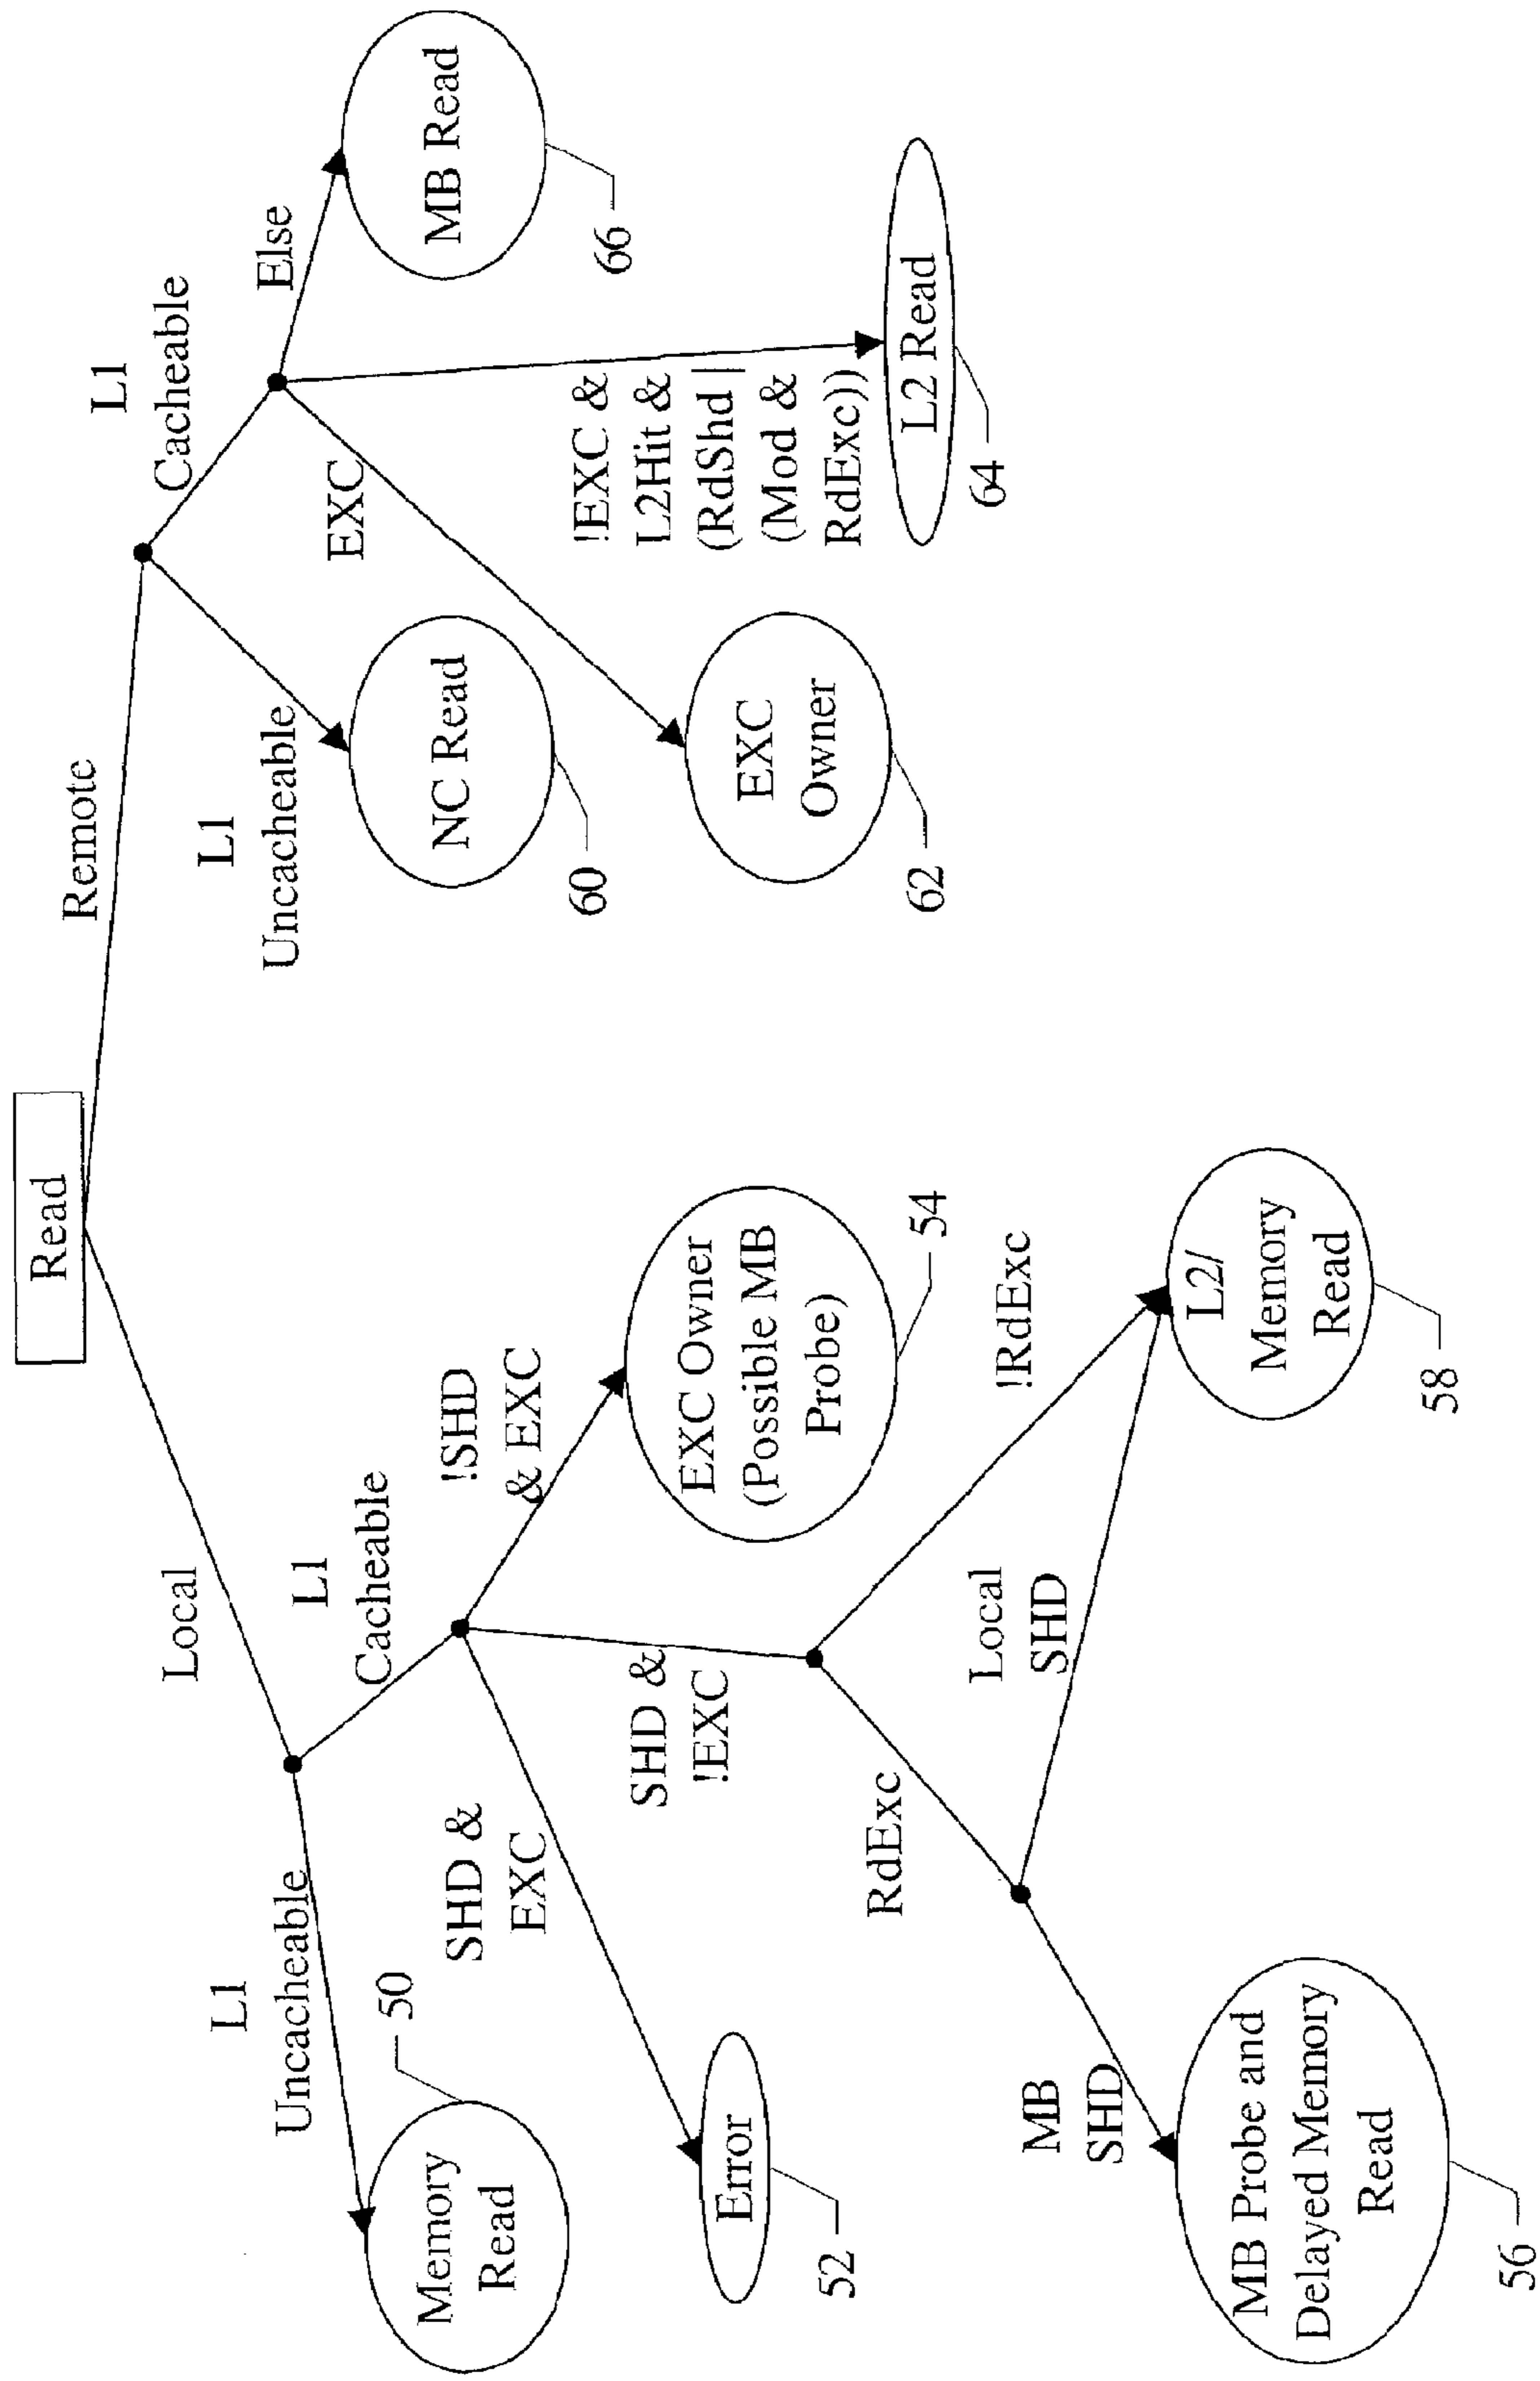 Read
Local
Remote
L1
Uncacheable
L1
Cacheable
Memory
Read
50
SHD &
EXC
!SHD
& EXC
Error
52
SHD &
!EXC
EXC Owner
(Possible MB
Probe)
54
RdExc
!RdExc
MB
SHD
Local
SHD
MB Probe and
Delayed Memory
Read
56
L2/
Memory
Read
58
L1
Uncacheable
L1
Cacheable
NC Read
60
EXC
Else
EXC
Owner
62
!EXC &
L2Hit &
(RdShd |
(Mod &
RdExc))
L2 Read
64
MB Read
66